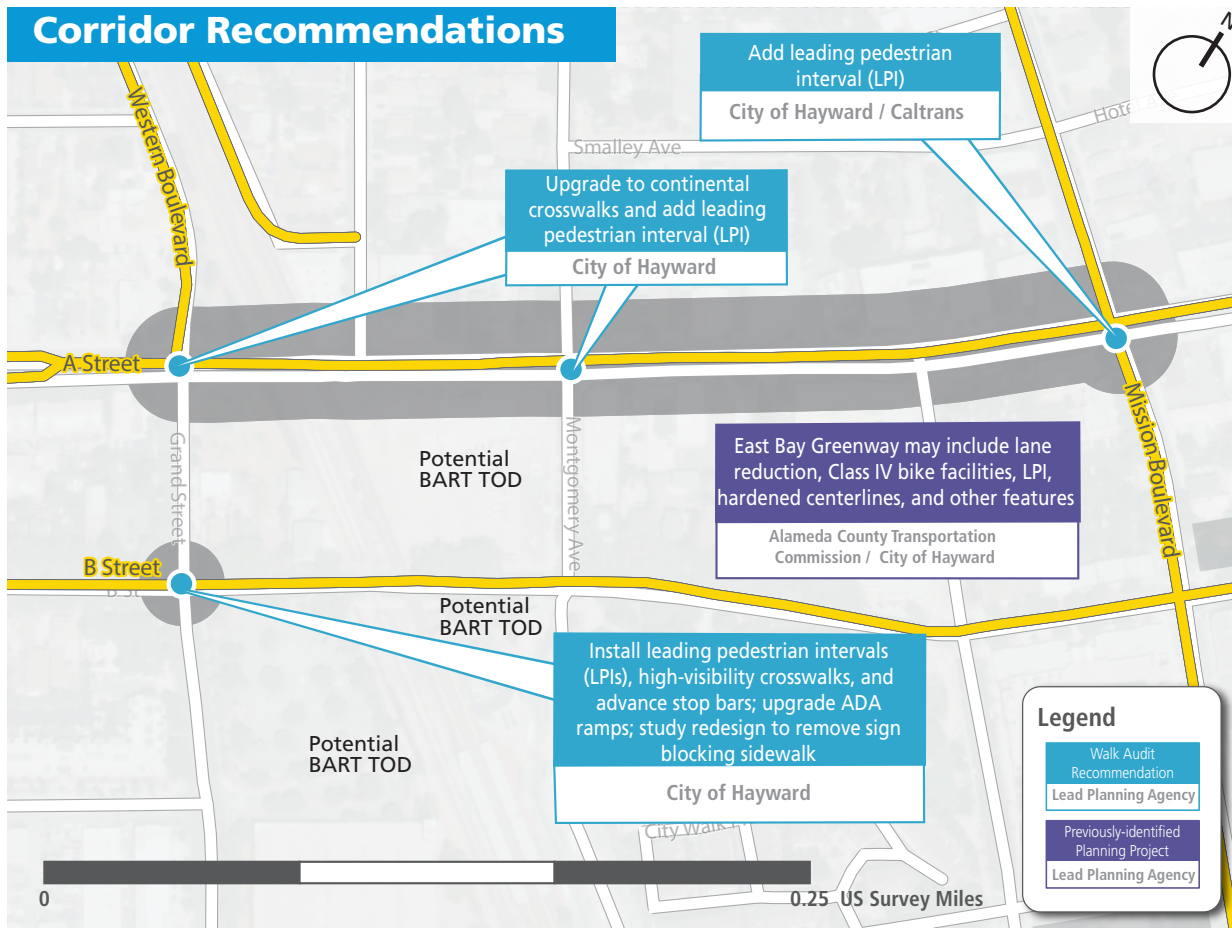 Corridor Recommendations
N
Add leading pedestrian
interval (LPI)
City of Hayward / Caltrans
Hotel
Western Boulevard
Smalley Ave
Upgrade to continental
crosswalks and add leading
pedestrian interval (LPI)
City of Hayward
A Street
Grand Street
Potential
BART TOD
Montgomery Ave
East Bay Greenway may include lane
reduction, Class IV bike facilities, LPI,
hardened centerlines, and other features
Alameda County Transportation
Commission / City of Hayward
Mission Boulevard
B Street
B St
Potential
BART TOD
Install leading pedestrian intervals
(LPIs), high-visibility crosswalks, and
advance stop bars; upgrade ADA
ramps; study redesign to remove sign
blocking sidewalk
City of Hayward
Potential
BART TOD
City Walk
Legend
Walk Audit
Recommendation
Lead Planning Agency
Previously-identified
Planning Project
Lead Planning Agency
0
0.25 US Survey Miles